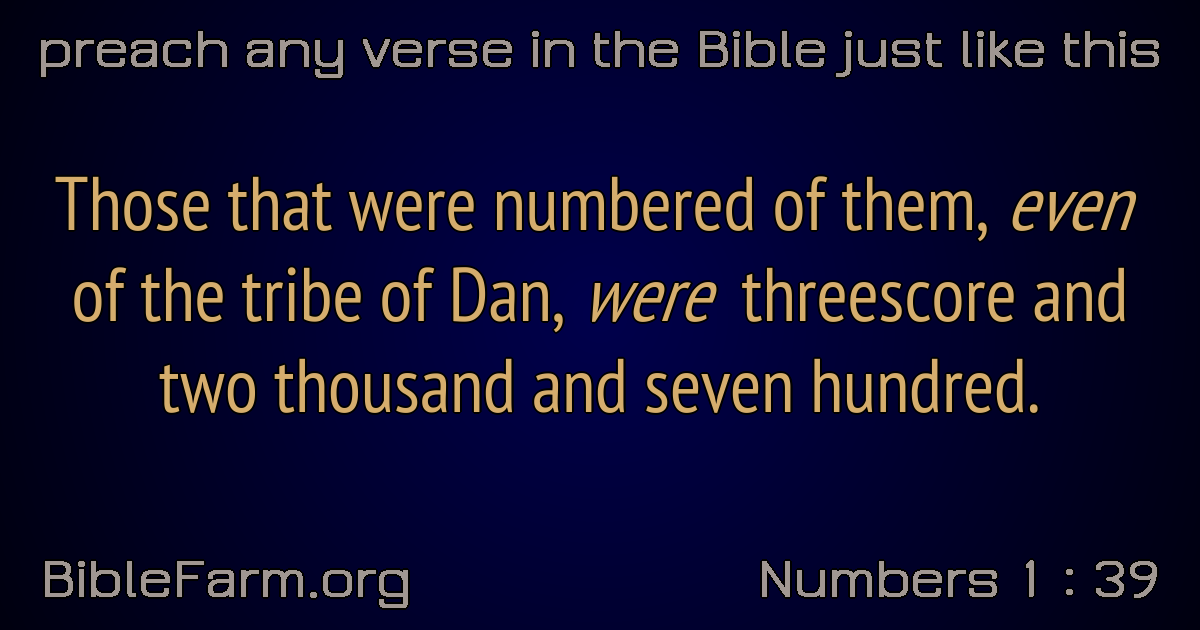 preach any verse in the Bible just like this
Those that were numbered of them, even
of the tribe of Dan, were threescore and
two thousand and seven hundred.
BibleFarm.org
Numbers 1 : 39